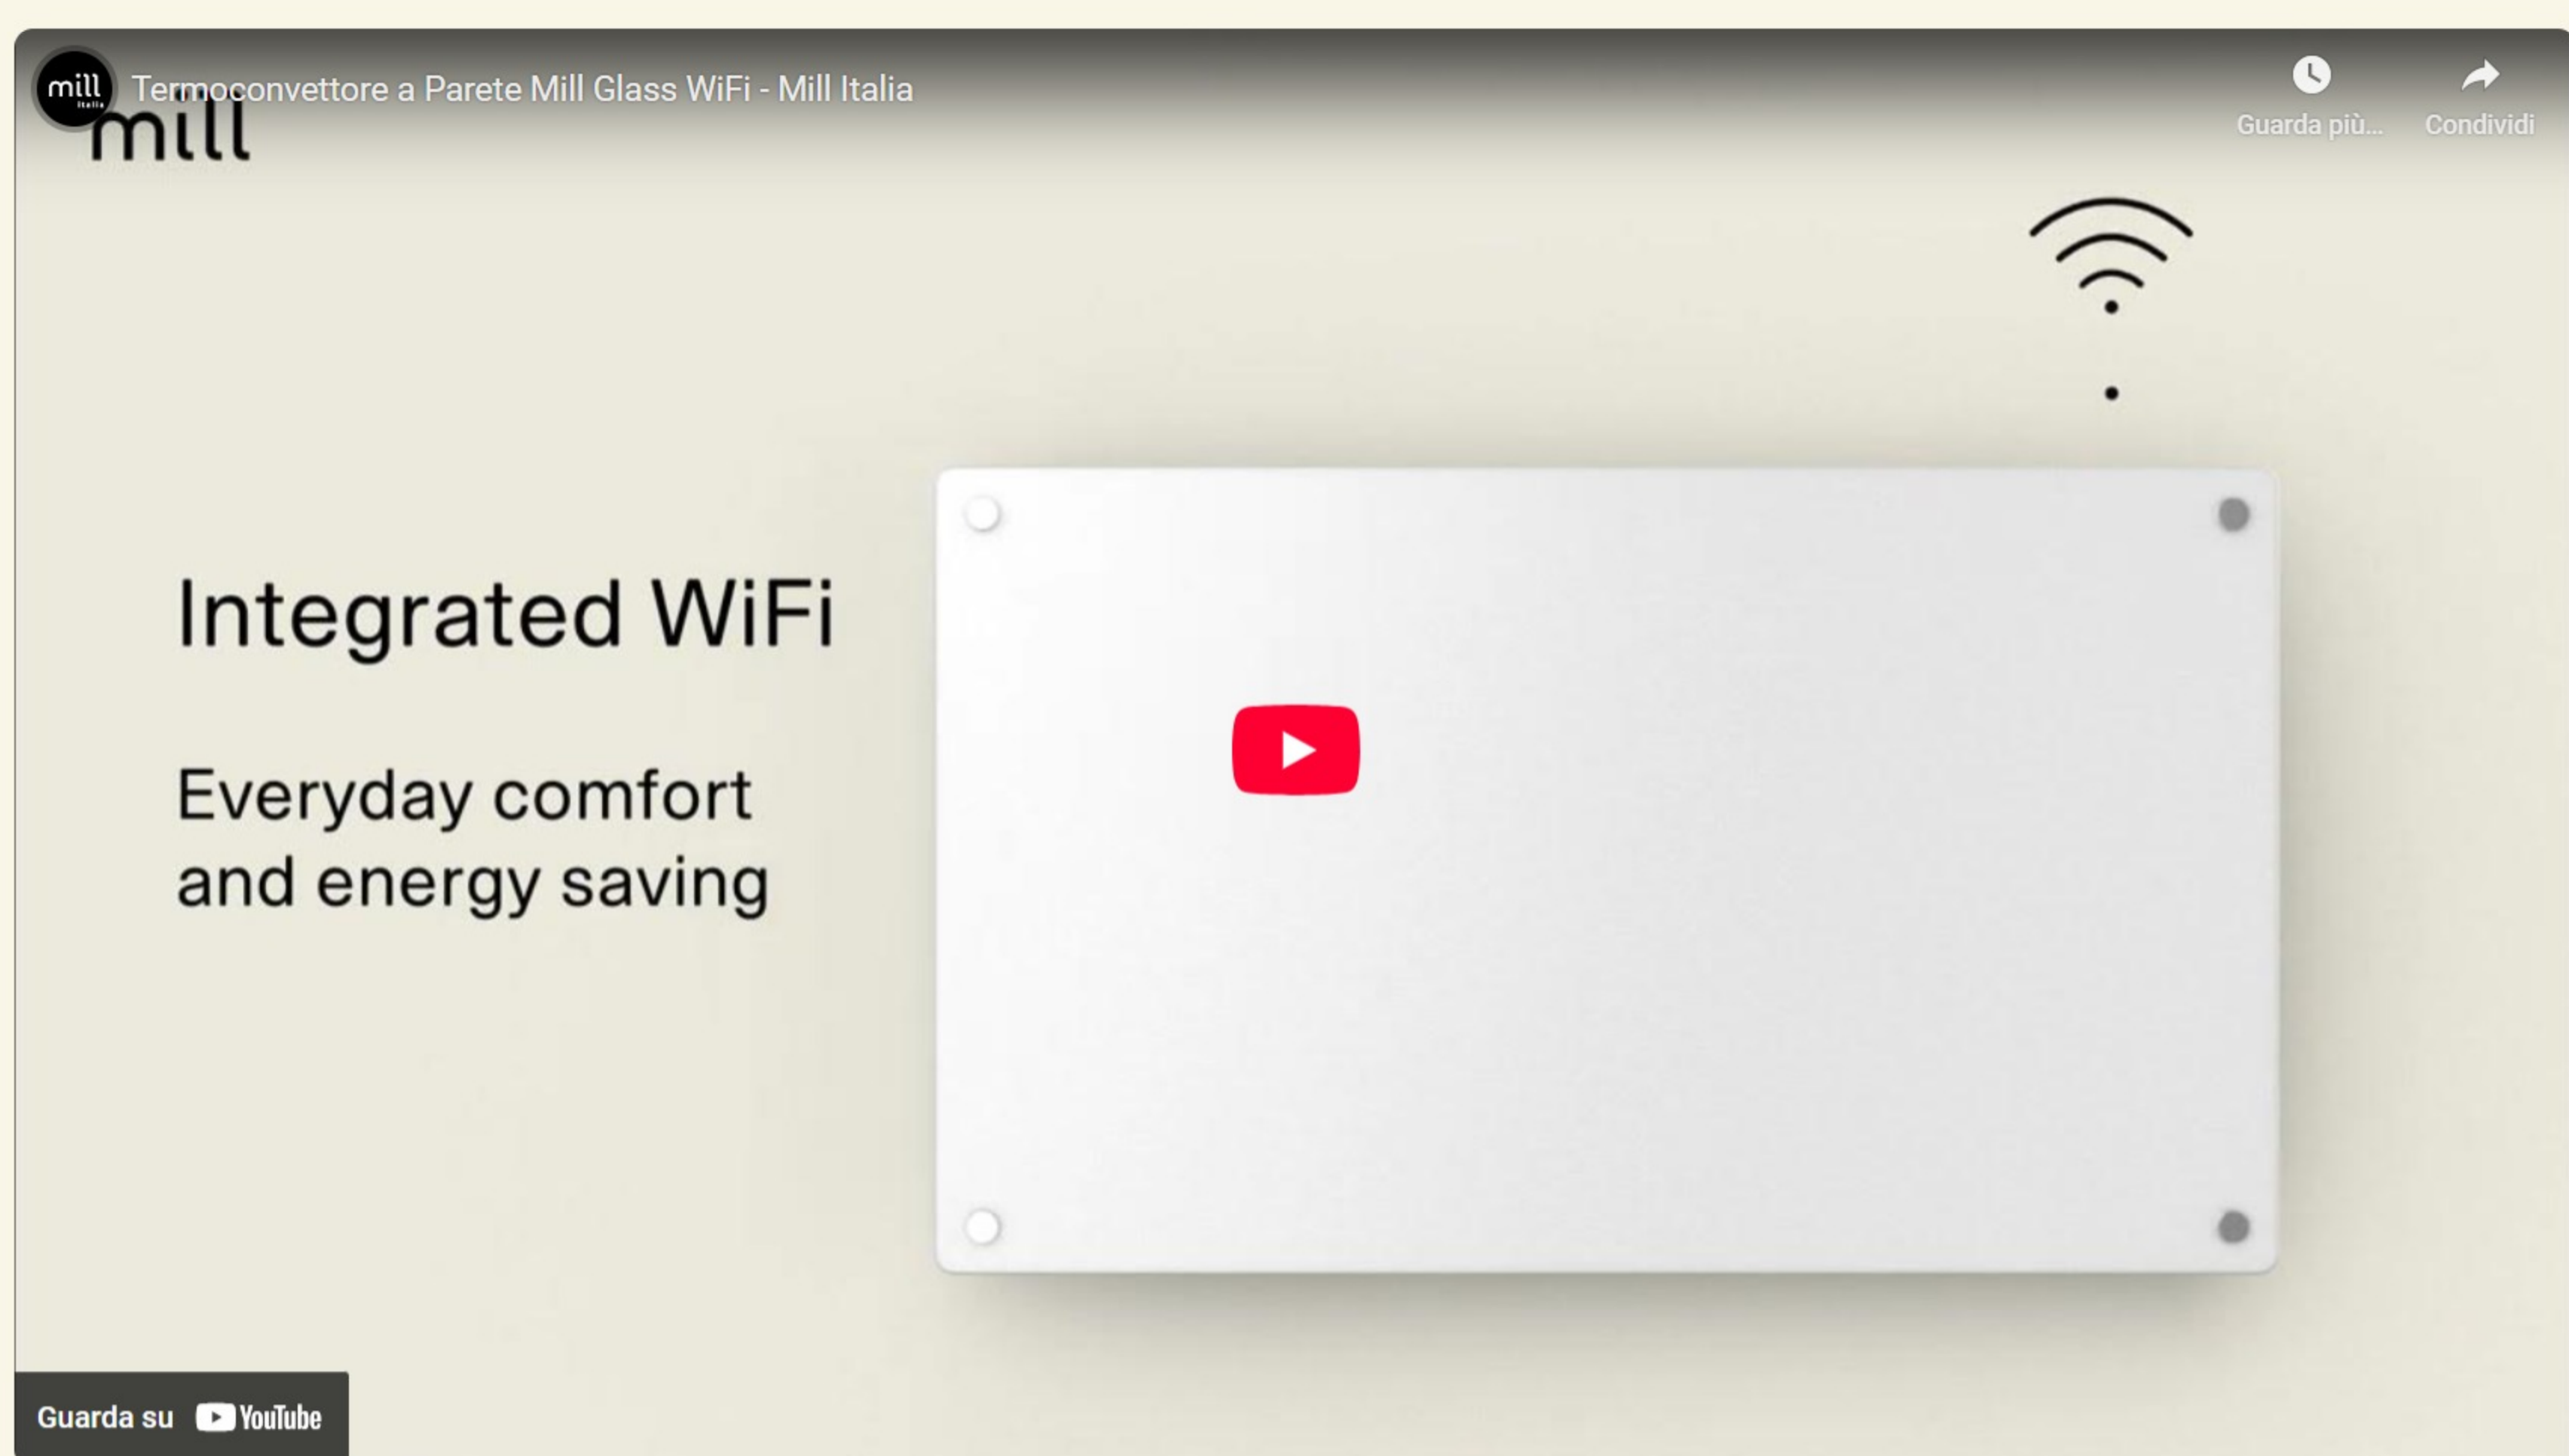 mill
italia
Termoconvettore a Parete Mill Glass WiFi - Mill Italia
Guarda più...
Condividi
mill
Integrated WiFi
Everyday comfort
and energy saving
Guarda su YouTube